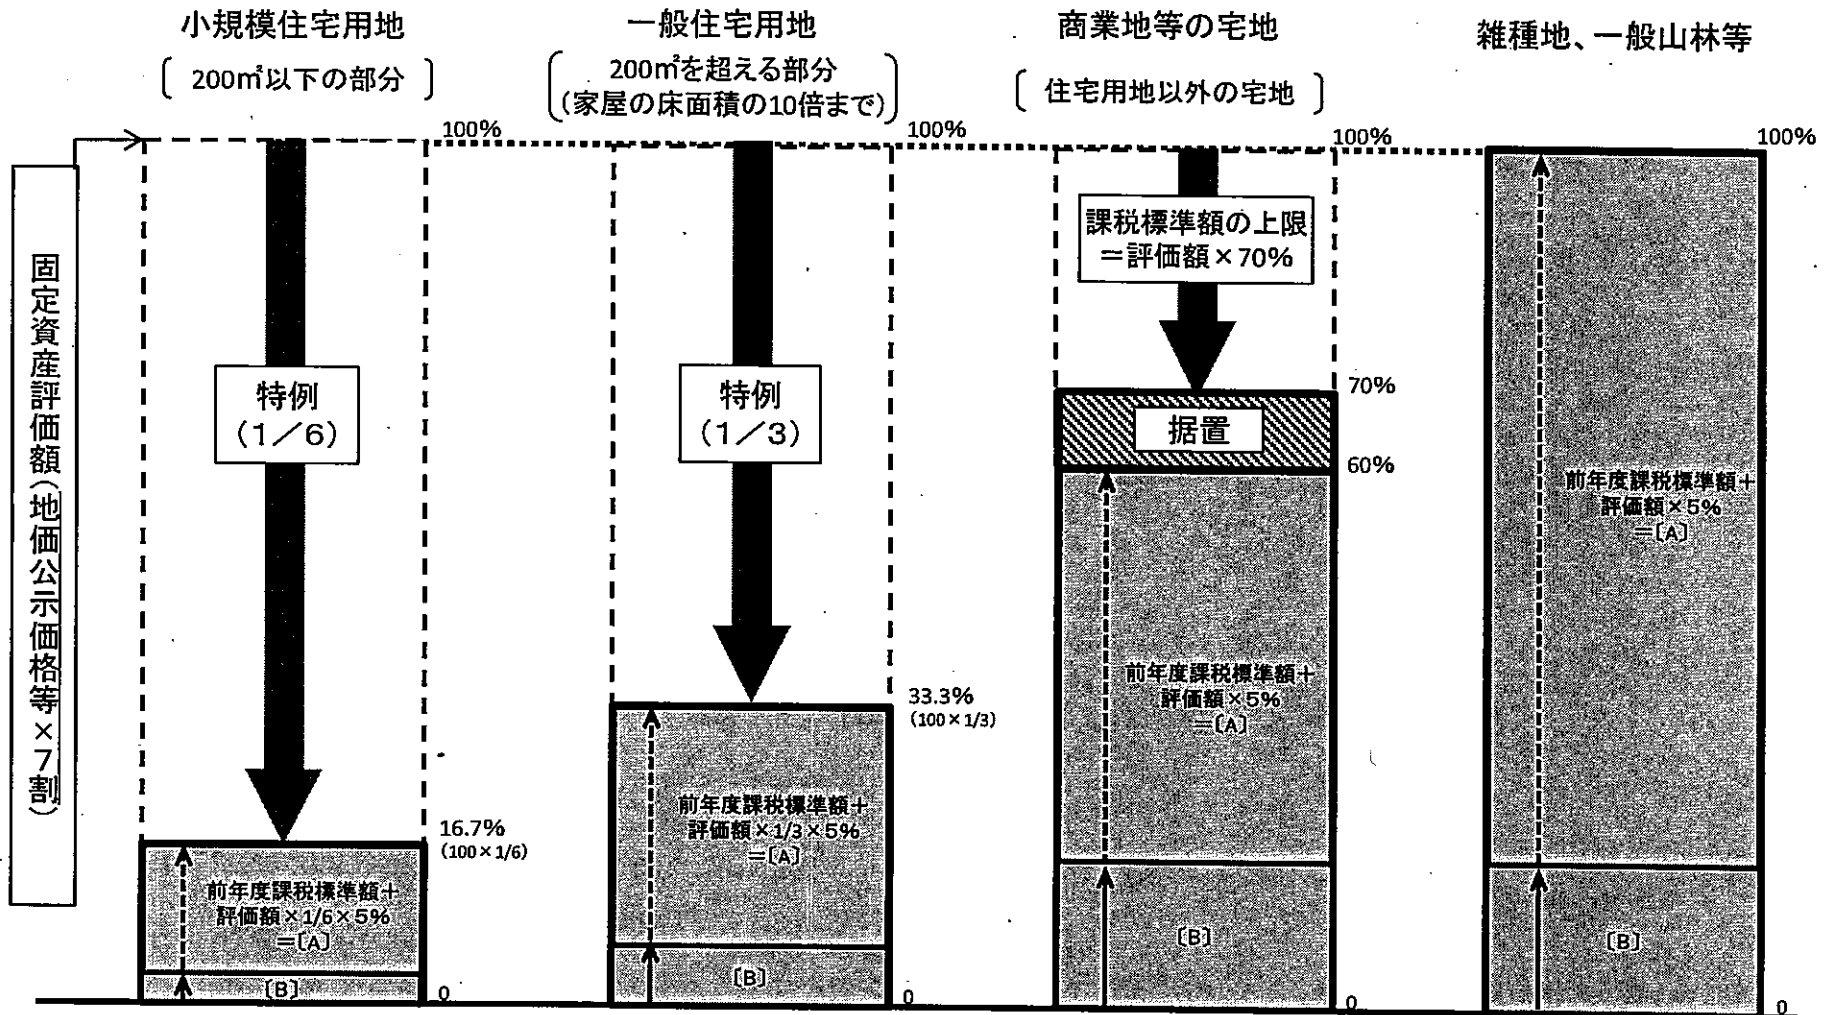 小規模住宅用地
〔 200㎡以下の部分 〕
一般住宅用地
200㎡を超える部分
(家屋の床面積の10倍まで)
商業地等の宅地
〔 住宅用地以外の宅地 〕
雑種地、一般山林等
固定資産評価額(地価公示価格等×7割)
100%
特例
(1/6)
16.7%
(100×1/6)
前年度課税標準額+
評価額×1/6×5%
=〔A〕
〔B〕
0
100%
特例
(1/3)
33.3%
(100×1/3)
前年度課税標準額+
評価額×1/3×5%
=〔A〕
〔B〕
0
100%
課税標準額の上限
=評価額×70%
70%
据置
60%
前年度課税標準額+
評価額×5%
=〔A〕
〔B〕
0
100%
前年度課税標準額+
評価額×5%
=〔A〕
〔B〕
0